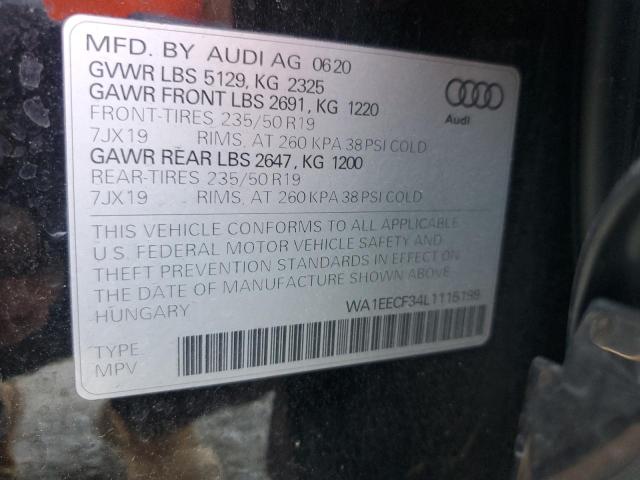 MFD. BY AUDI AG 0620
GVWR LBS 5129, KG 2325
GAWR FRONT LBS 2691, KG 1220
FRONT-TIRES 235/50 R19
7JX19 RIMS, AT 260 KPA 38 PSI COLD
GAWR REAR LBS 2647, KG 1200
REAR-TIRES 235/50 R19
7JX19 RIMS, AT 260 KPA 38 PSI COLD
Audi
THIS VEHICLE CONFORMS TO ALL APPLICABLE
U.S. FEDERAL MOTOR VEHICLE SAFETY AND
THEFT PREVENTION STANDARDS IN EFFECT ON
THE DATE OF MANUFACTURE SHOWN ABOVE.
HUNGARY
WA1EECF34L1115199
TYPE
MPV